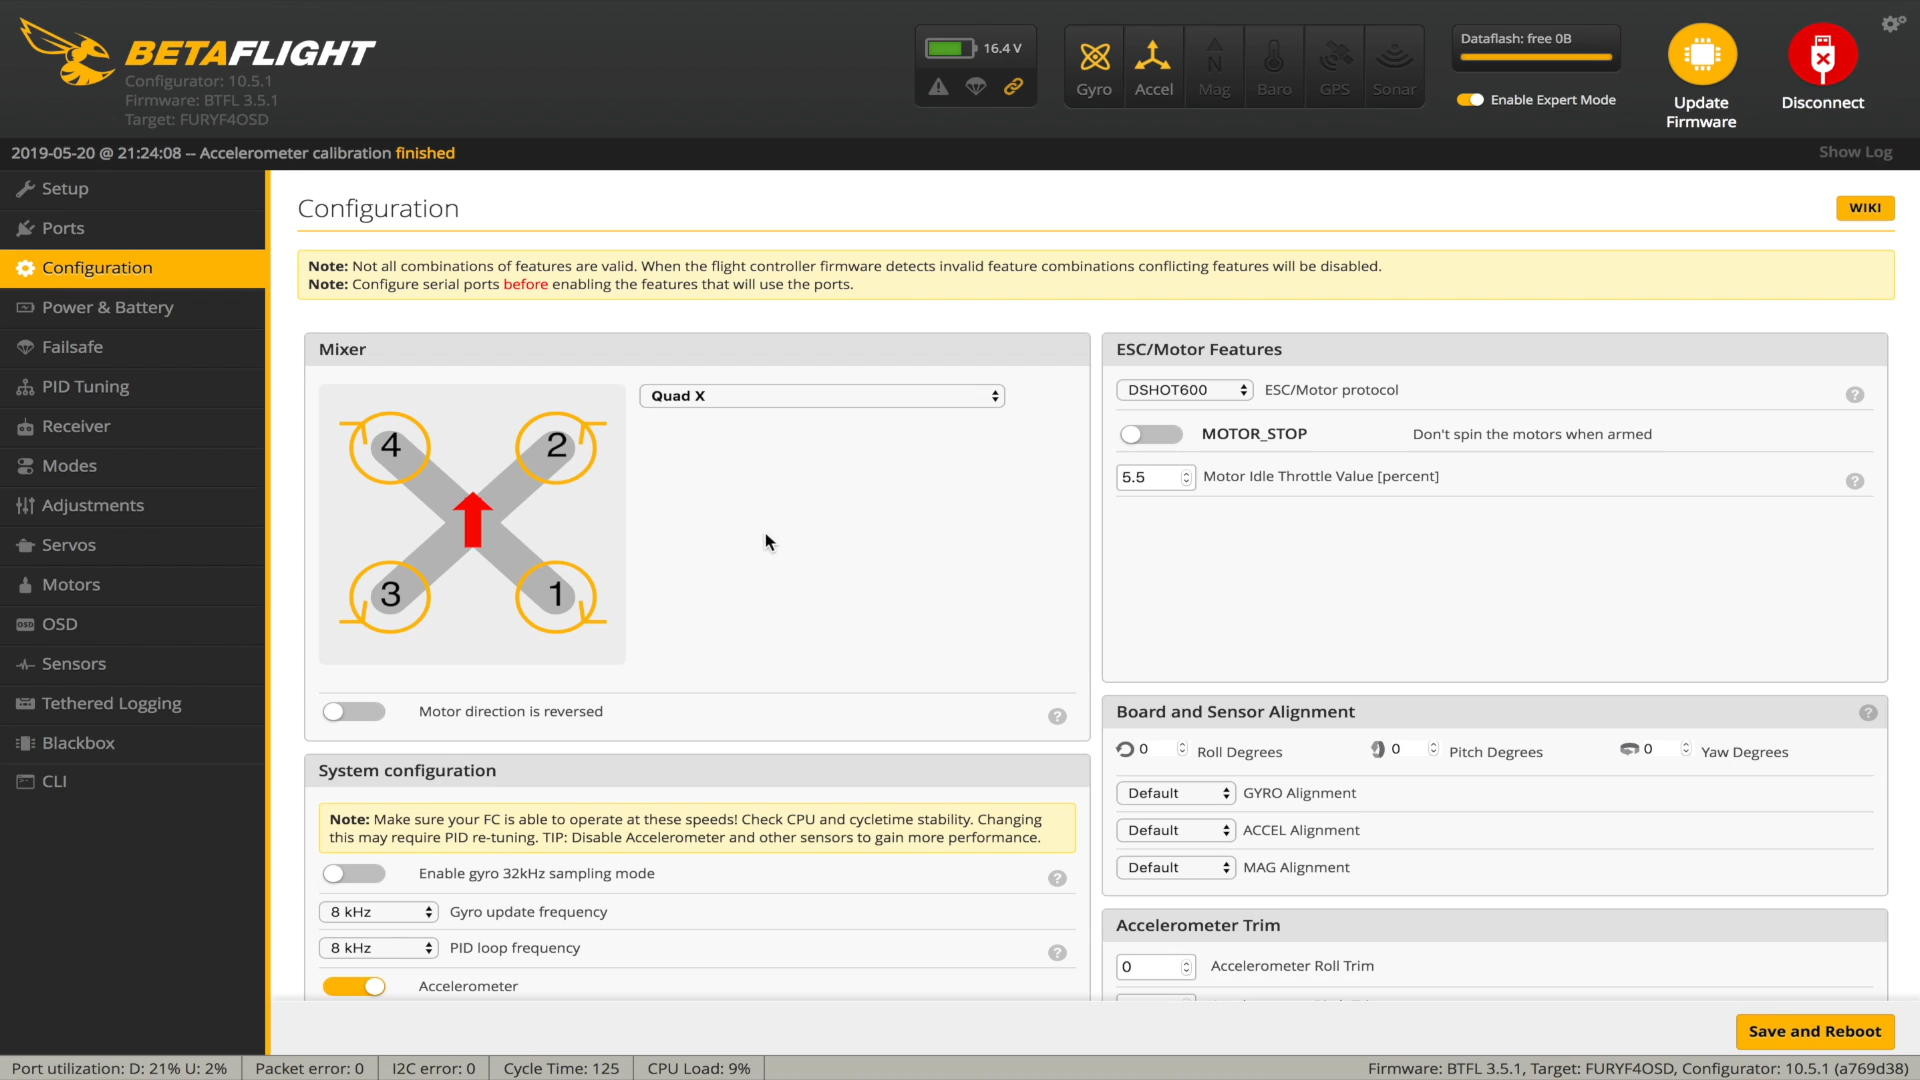 BETAFLIGHT
Configurator: 10.5.1
Firmware: BTFL 3.5.1
Target: FURYF4OSD
16.4 V
Gyro
Accel
N
Mag
Baro
GPS
Sonar
Dataflash: free 0B
Enable Expert Mode
Update
Firmware
Disconnect
2019-05-20 @ 21:24:08 -- Accelerometer calibration finished
Show Log
Setup
Ports
Configuration
Power & Battery
Failsafe
PID Tuning
Receiver
Modes
Adjustments
Servos
Motors
OSD OSD
Sensors
Tethered Logging
Blackbox
CLI
Configuration
WIKI
Note: Not all combinations of features are valid. When the flight controller firmware detects invalid feature combinations conflicting features will be disabled.
Note: Configure serial ports before enabling the features that will use the ports.
Mixer
Quad X
4
2
3
1
Motor direction is reversed
?
System configuration
Note: Make sure your FC is able to operate at these speeds! Check CPU and cycletime stability. Changing
this may require PID re-tuning. TIP: Disable Accelerometer and other sensors to gain more performance.
Enable gyro 32kHz sampling mode
?
8 kHz Gyro update frequency
8 kHz PID loop frequency
?
Accelerometer
ESC/Motor Features
DSHOT600 ESC/Motor protocol
?
MOTOR_STOP Don't spin the motors when armed
5.5 Motor Idle Throttle Value [percent]
?
Board and Sensor Alignment
?
0 Roll Degrees 0 Pitch Degrees 0 Yaw Degrees
Default GYRO Alignment
Default ACCEL Alignment
Default MAG Alignment
Accelerometer Trim
0 Accelerometer Roll Trim
Save and Reboot
Port utilization: D: 21% U: 2% Packet error: 0 I2C error: 0 Cycle Time: 125 CPU Load: 9% Firmware: BTFL 3.5.1, Target: FURYF4OSD, Configurator: 10.5.1 (a769d38)